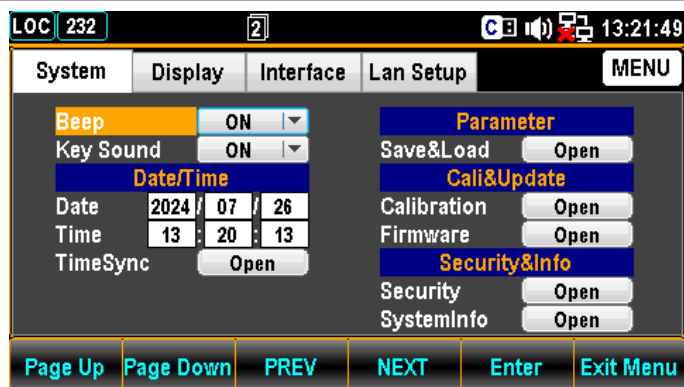 LOC 232 2 C E 13:21:49
System Display Interface Lan Setup MENU
Beep ON
Key Sound ON
Date/Time
Date 2024 / 07 / 26
Time 13 : 20 : 13
TimeSync Open
Parameter
Save&Load Open
Cali&Update
Calibration Open
Firmware Open
Security&Info
Security Open
SystemInfo Open
Page Up Page Down PREV NEXT Enter Exit Menu